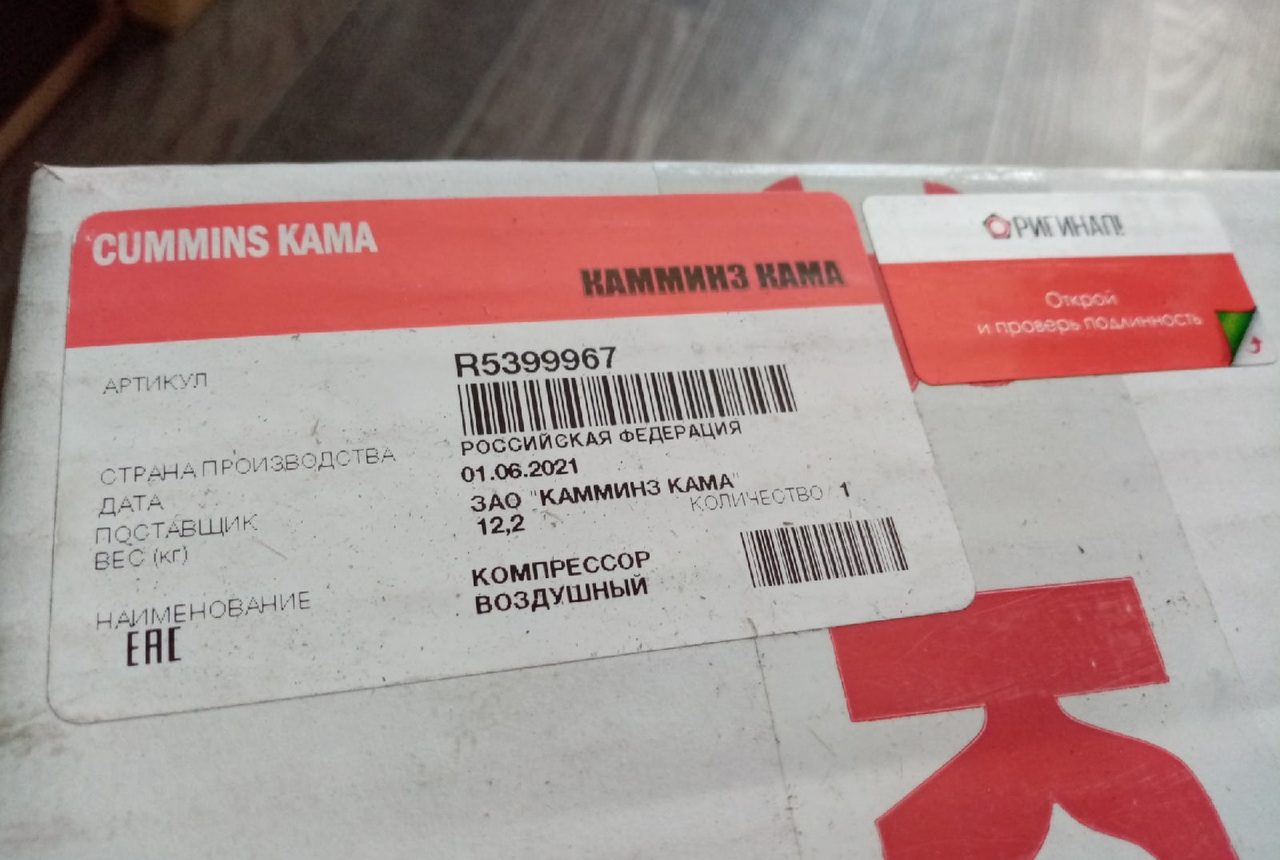 CUMMINS KAMA
КАММИНЗ КАМА
АРТИКУЛ
R5399967
СТРАНА ПРОИЗВОДСТВА
РОССИЙСКАЯ ФЕДЕРАЦИЯ
ДАТА
01.06.2021
ПОСТАВЩИК
ЗАО "КАММИНЗ КАМА"
ВЕС (кг)
12,2
КОЛИЧЕСТВО 1
НАИМЕНОВАНИЕ
КОМПРЕССОР
ВОЗДУШНЫЙ
EAC
ОРИГИНАЛ!
Открой
и проверь подлинность
К